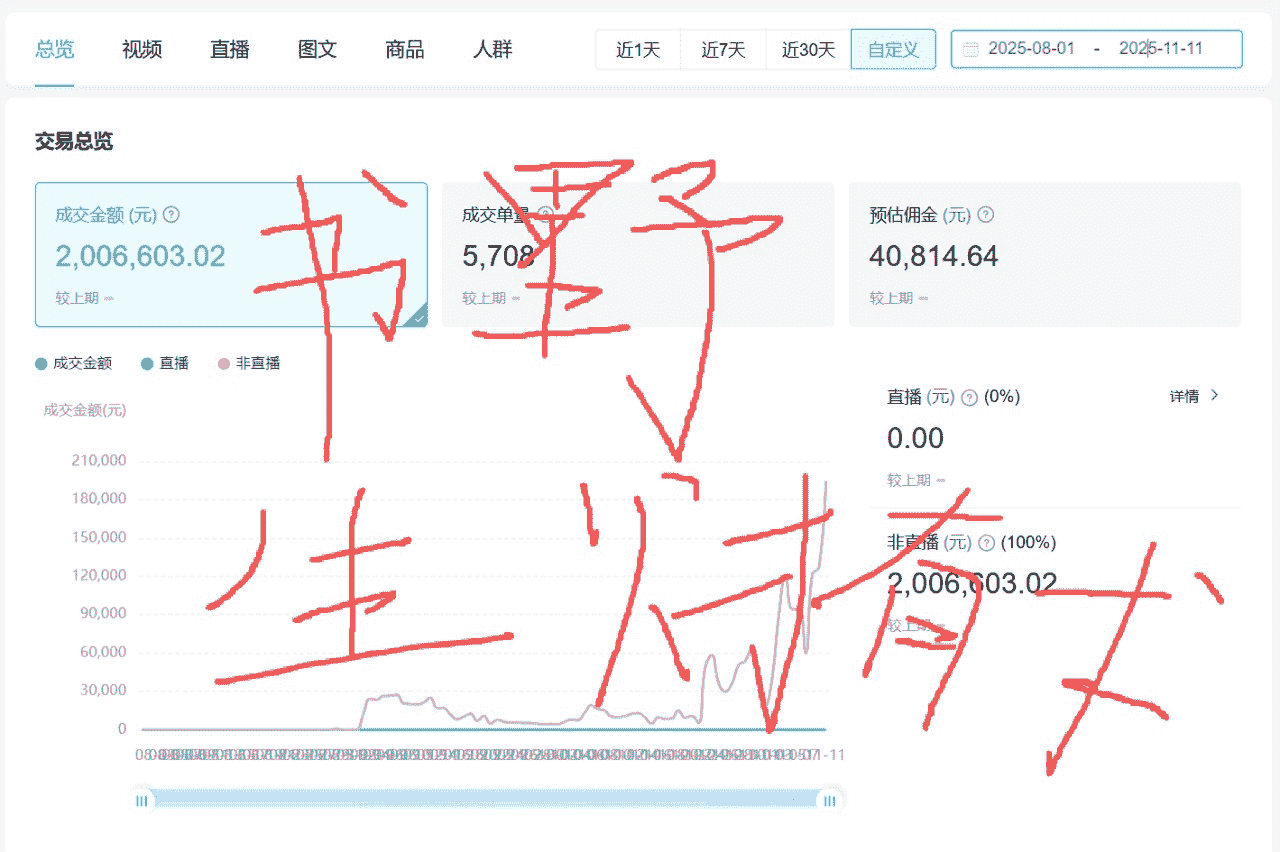 总览 视频 直播 图文 商品 人群 近1天 近7天 近30天 自定义 2025-08-01 - 2025-11-11
交易总览
成交金额 (元) 成交单量 预估佣金 (元)
2,006,603.02 5,708 40,814.64
较上期 - 较上期 - 较上期 -
书野
成交金额 直播 非直播
直播 (元) (0%) 详情
成交金额(元)
0.00
210,000
较上期 -
180,000
生财有
150,000
非直播 (元) (100%)
120,000
2,006,603.02
90,000
较上期 -
60,000
30,000
0